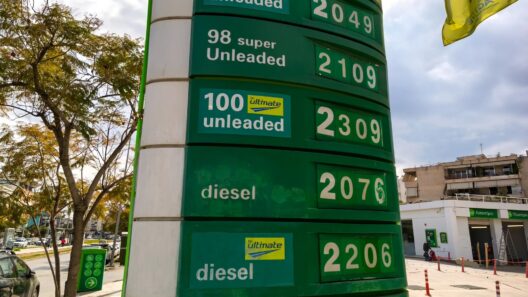 unleaded 2049
98 super
Unleaded 2109
100 ultimate
unleaded 2309
diesel 2076
ultimate
diesel 2206